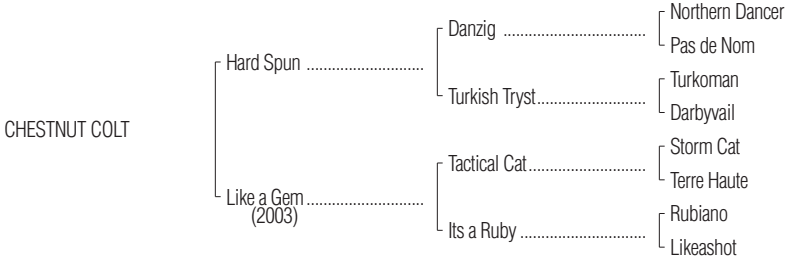 Northern Dancer
Danzig ................................
Pas de Nom
Hard Spun ..........................
Turkoman
Turkish Tryst........................
Darbyvail
CHESTNUT COLT
Storm Cat
Tactical Cat..........................
Terre Haute
Like a Gem..........................
(2003)
Rubiano
Its a Ruby ............................
Likeashot